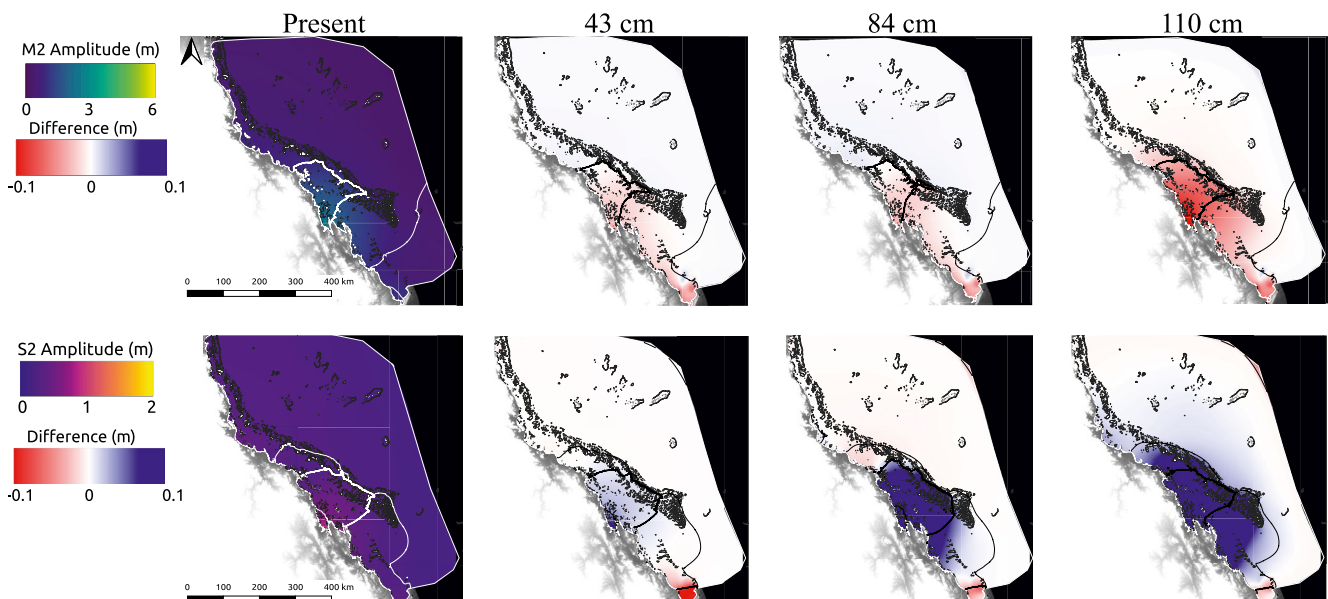 Present 43 cm 84 cm 110 cm
M2 Amplitude (m)
0 3 6
Difference (m)
-0.1 0 0.1
0 100 200 300 400 km
S2 Amplitude (m)
0 1 2
Difference (m)
-0.1 0 0.1
0 100 200 300 400 km